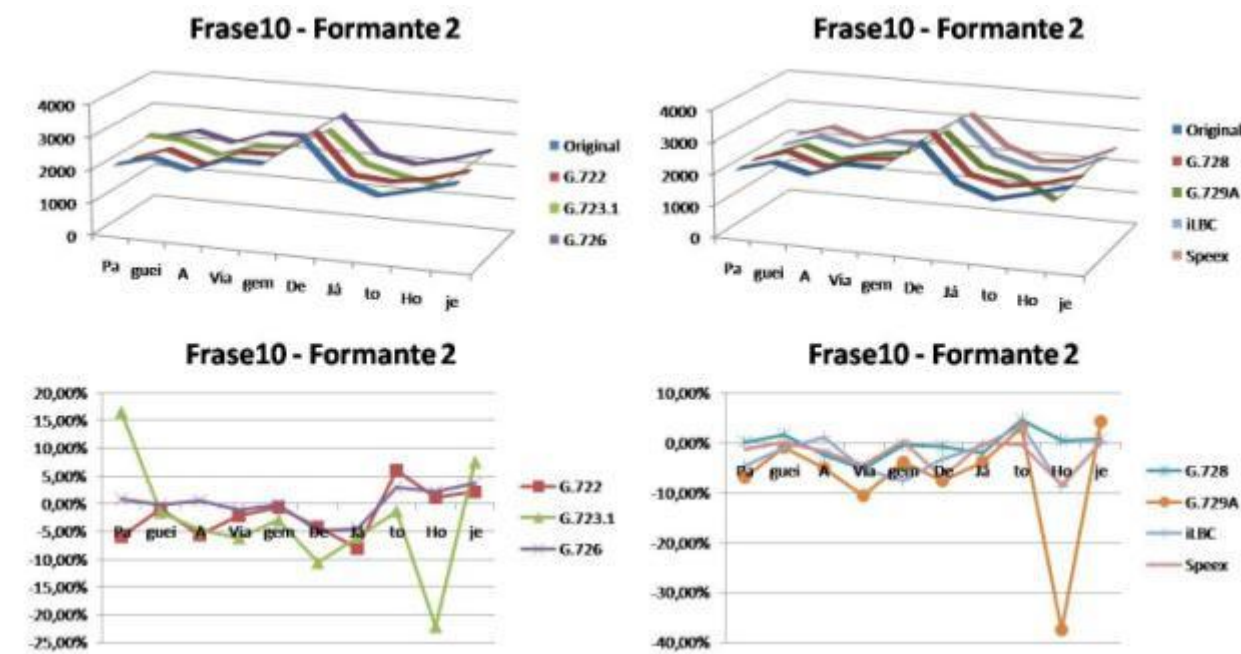 Frase10 - Formante 2
4000
3000
2000
1000
0
Pa guei A Via gem De Já to Ho je
Original
G.722
G.723.1
G.726
Frase10 - Formante 2
4000
3000
2000
1000
0
Pa guei A Via gem De Já to Ho je
Original
G.728
G.729A
iLBC
Speex
Frase10 - Formante 2
20,00%
15,00%
10,00%
5,00%
0,00%
-5,00%
-10,00%
-15,00%
-20,00%
-25,00%
Pa guei A Via gem De Já to Ho je
G.722
G.723.1
G.726
Frase10 - Formante 2
10,00%
0,00%
-10,00%
-20,00%
-30,00%
-40,00%
Pa guei A Via gem De Já to Ho je
G.728
G.729A
iLBC
Speex